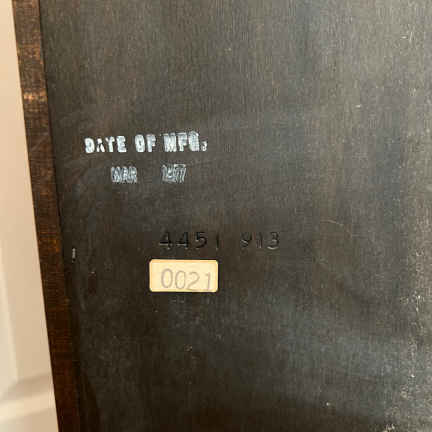 DATE OF MFG.
MAR 1977
4451 913
0021